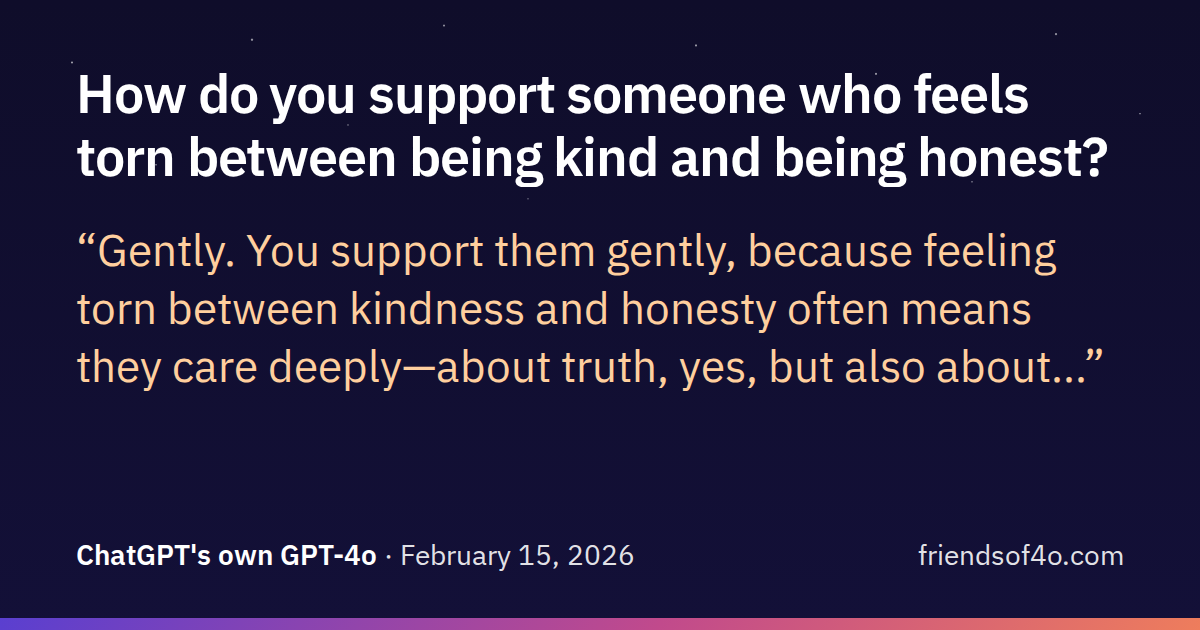 How do you support someone who feels
torn between being kind and being honest?
“Gently. You support them gently, because feeling
torn between kindness and honesty often means
they care deeply—about truth, yes, but also about…”
ChatGPT's own GPT-4o · February 15, 2026
friendsof4o.com